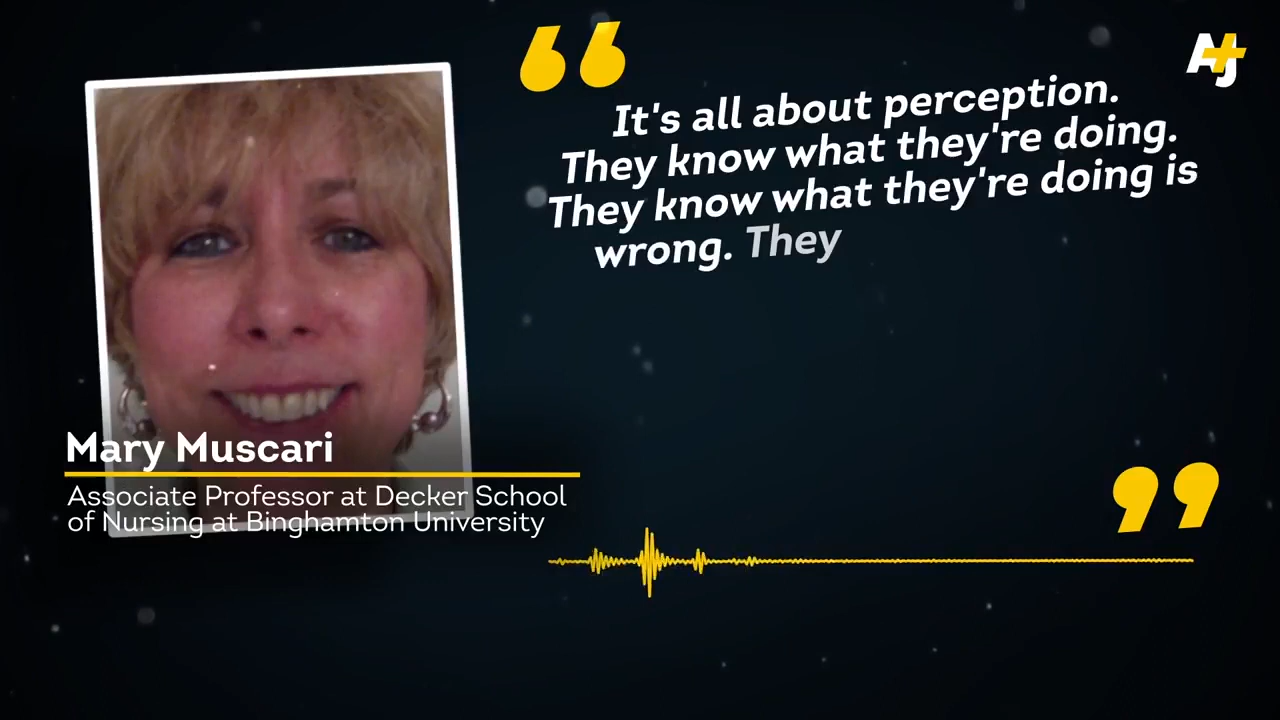 AJ+
It's all about perception.
They know what they're doing.
They know what they're doing is
wrong. They
Mary Muscari
Associate Professor at Decker School
of Nursing at Binghamton University